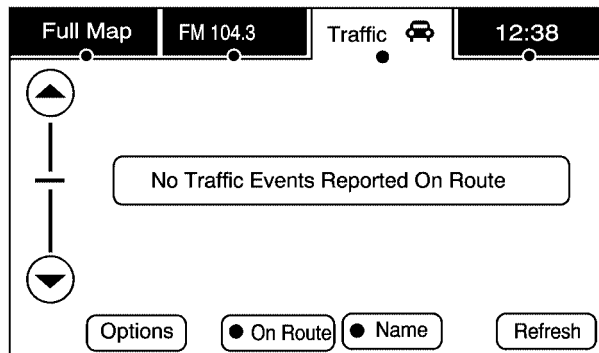 Full Map FM 104.3 Traffic 12:38
No Traffic Events Reported On Route
Options On Route Name Refresh